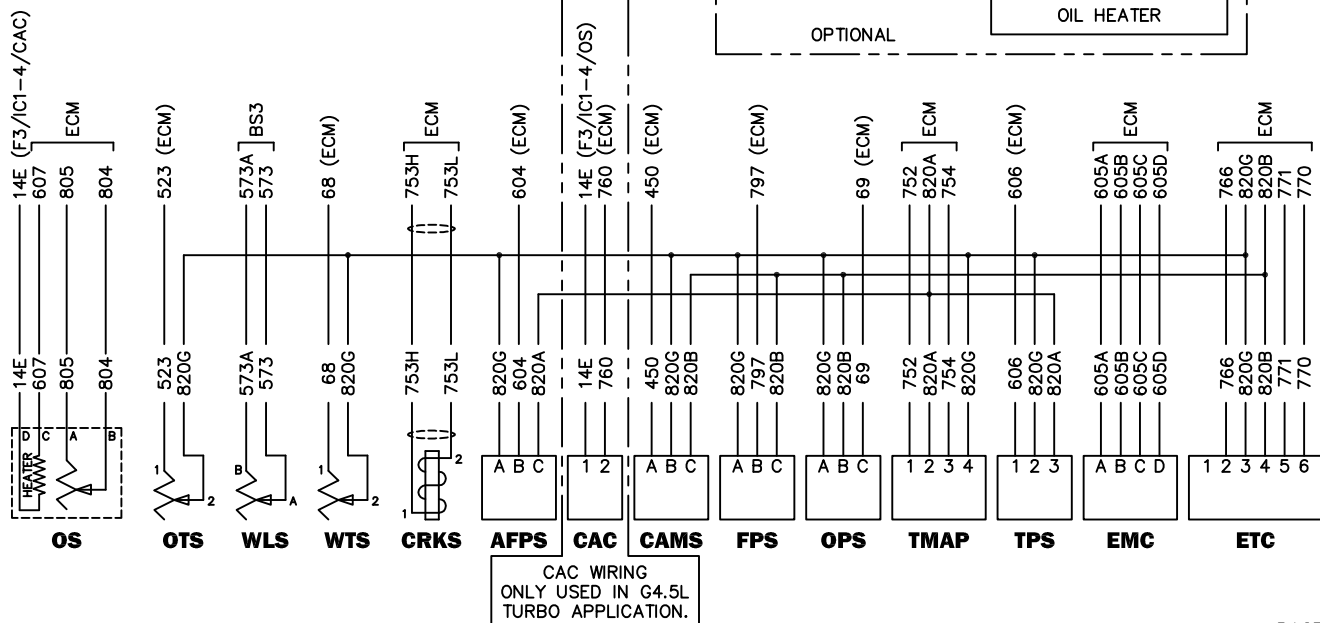 OIL HEATER
OPTIONAL
14E (F3/IC1-4/CAC)
607
805
804
ECM
523 (ECM)
573A
573
BS3
68 (ECM)
753H
753L
ECM
604 (ECM)
14E (F3/IC1-4/OS)
760 (ECM)
450 (ECM)
797 (ECM)
69 (ECM)
752
820A
754
ECM
606 (ECM)
605A
605B
605C
605D
ECM
766
820G
820B
771
770
ECM
14E
607
805
804
523
820G
573A
573
68
820G
753H
753L
820G
604
820A
14E
760
450
820G
820B
820G
797
820B
820G
820B
69
752
820A
754
820G
606
820G
820A
605A
605B
605C
605D
766
820G
820B
771
770
D C A B
HEATER
1 2
B A
1 2
2 1
A B C
1 2
A B C
A B C
A B C
1 2 3 4
1 2 3
A B C D
1 2 3 4 5 6
OS OTS WLS WTS CRKS AFPS CAC CAMS FPS OPS TMAP TPS EMC ETC
CAC WIRING
ONLY USED IN G4.5L
TURBO APPLICATION.